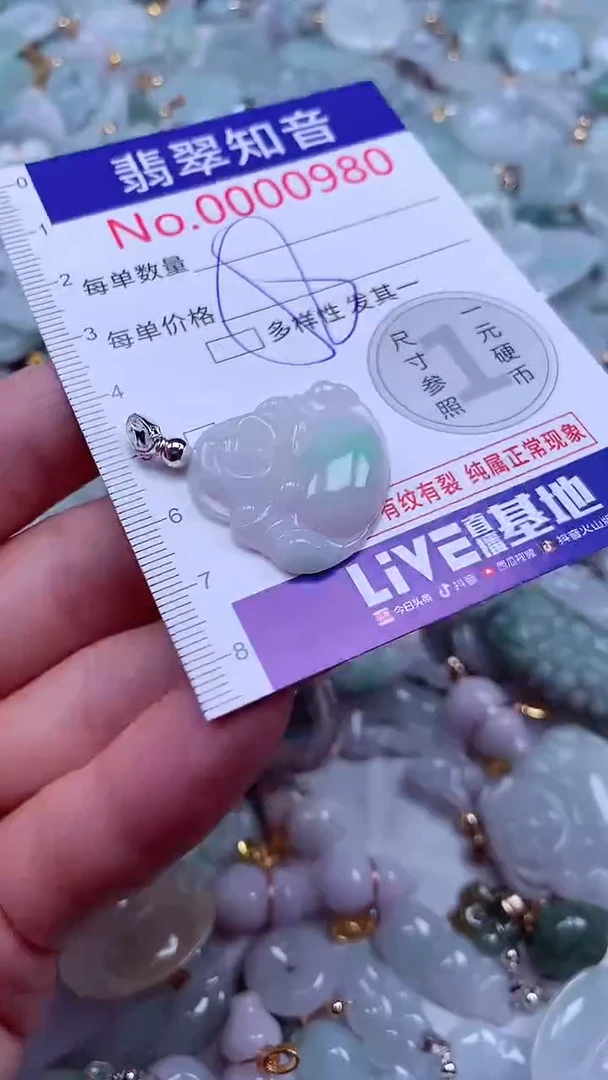 翡翠知音
No.0000980
0
1
2
每单数量
3
每单价格
多样性 发其一
4
尺寸参照
1
一元硬币
有纹有裂 纯属正常现象
6
LiVE直播基地
今日头条 抖音 西瓜视频 抖音火山版
7
8